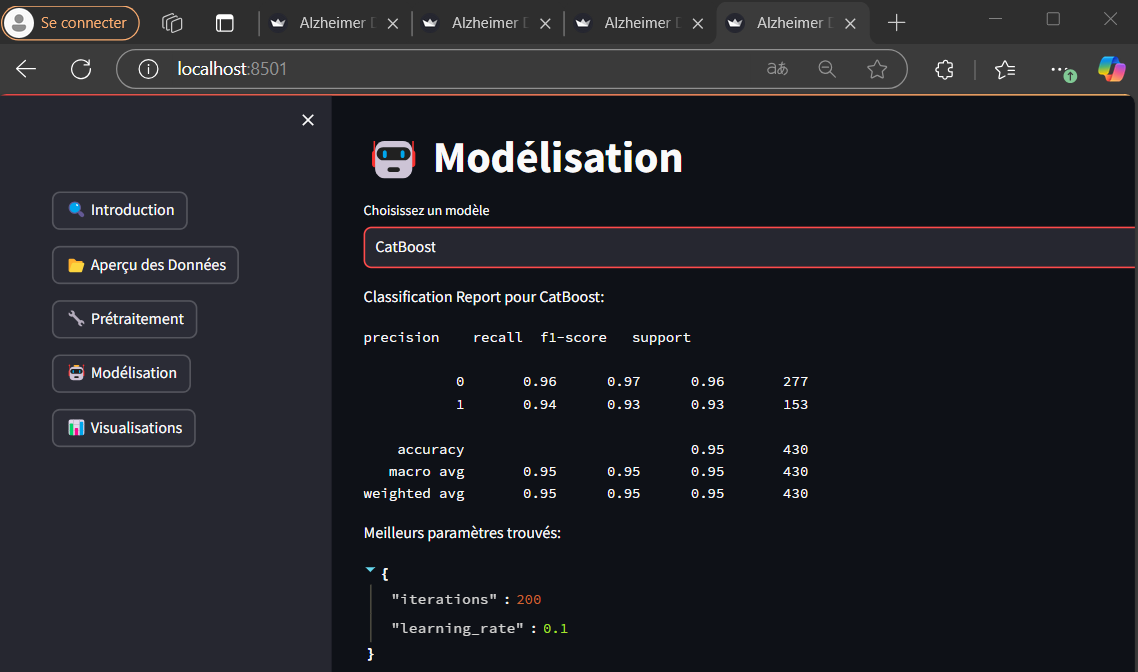 Se connecter
Alzheimer D
Alzheimer D
Alzheimer D
Alzheimer D
localhost:8501
aあ
Introduction
Aperçu des Données
Prétraitement
Modélisation
Visualisations
Modélisation
Choisissez un modèle
CatBoost
Classification Report pour CatBoost:
precision recall f1-score support
0 0.96 0.97 0.96 277
1 0.94 0.93 0.93 153
accuracy 0.95 430
macro avg 0.95 0.95 0.95 430
weighted avg 0.95 0.95 0.95 430
Meilleurs paramètres trouvés:
{
"iterations" : 200
"learning_rate" : 0.1
}